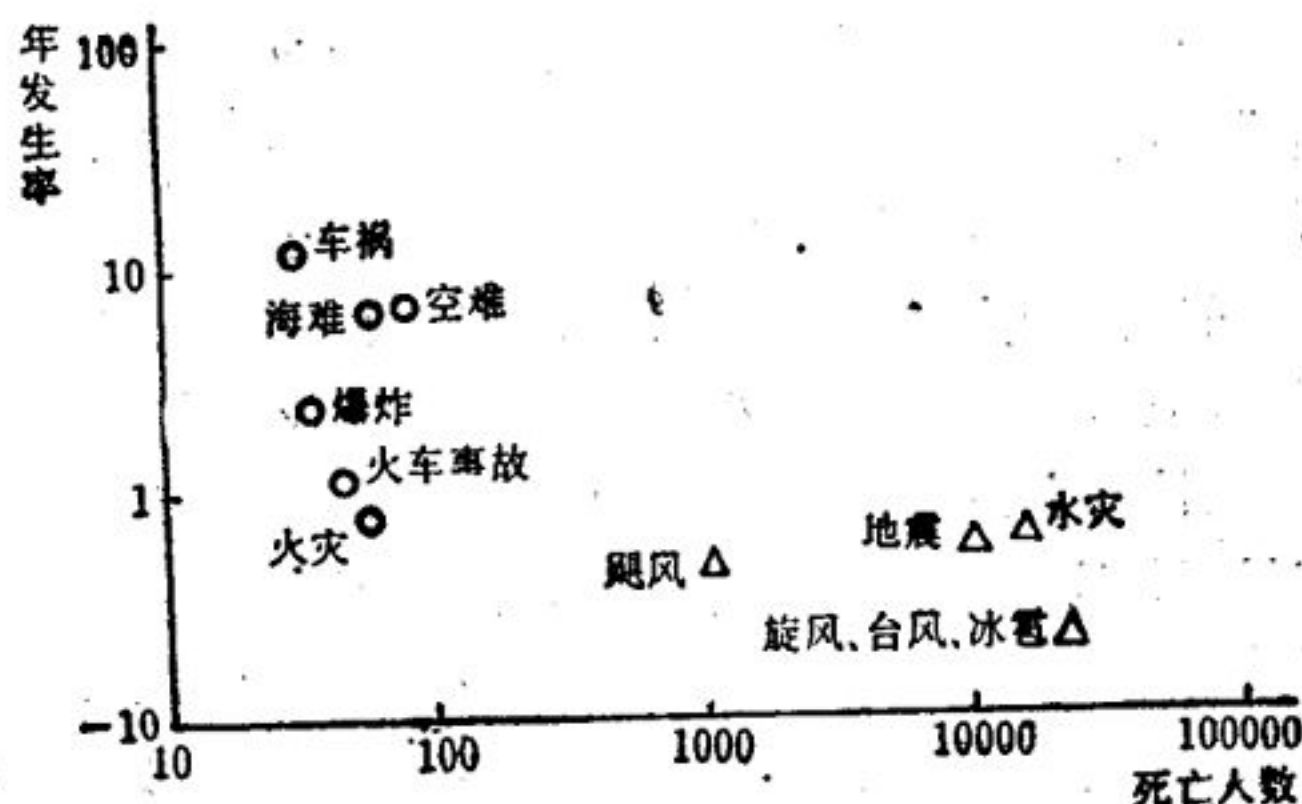 年发生率
100
10
1
-10
车祸
海难
空难
爆炸
火车事故
火灾
飓风
地震
水灾
旋风、台风、冰雹
10
100
1000
10000
100000
死亡人数